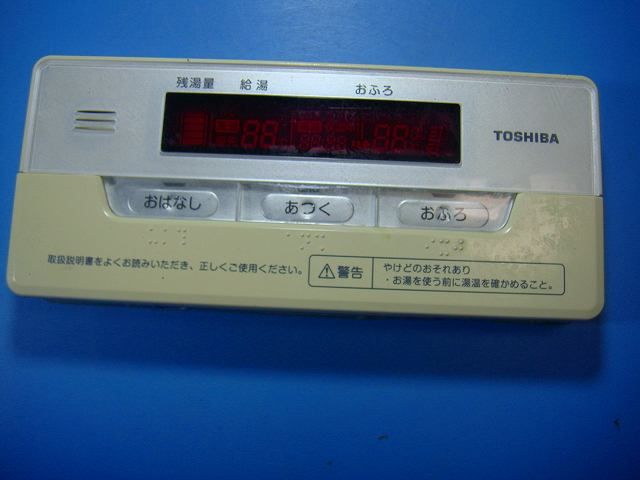 残湯量 給湯 おふろ
88 88
TOSHIBA
おはなし あつく おふろ
取扱説明書をよくお読みいただき、正しくご使用ください。
⚠警告
やけどのおそれあり
・お湯を使う前に湯温を確かめること。